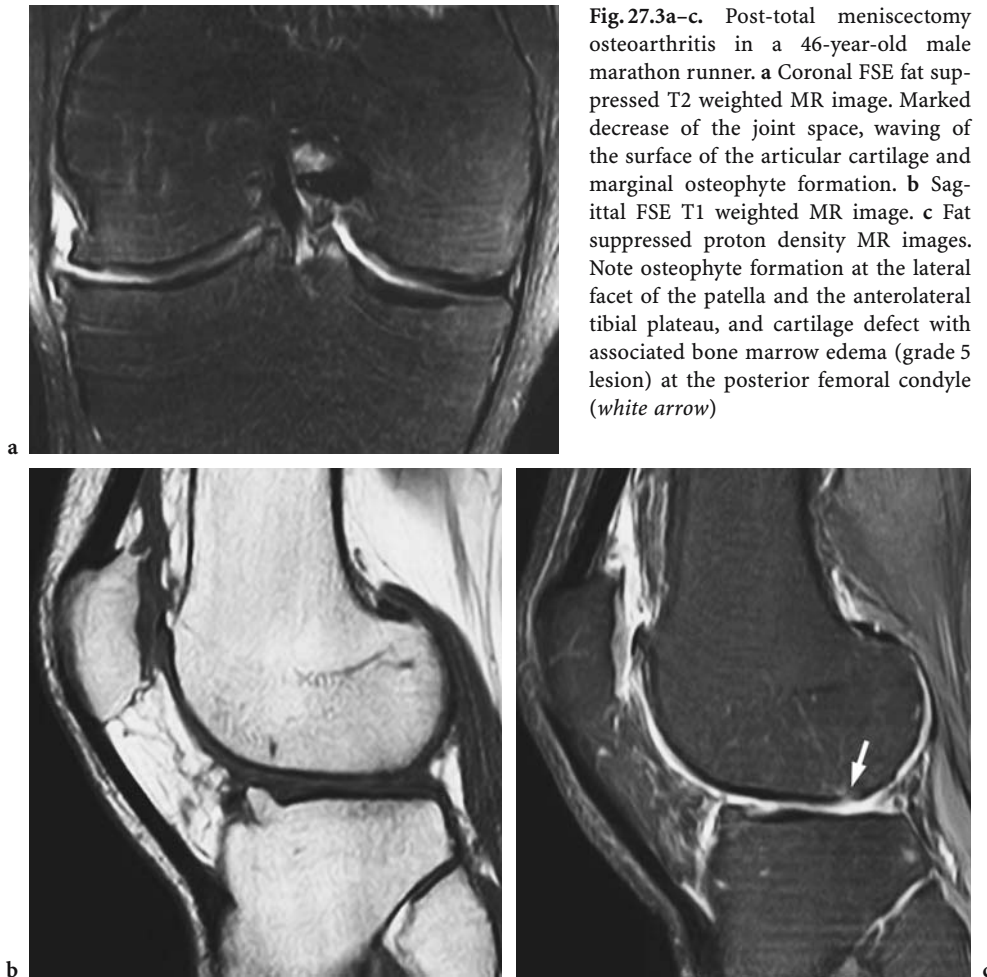 Fig. 27.3a–c. Post-total meniscectomy
osteoarthritis in a 46-year-old male
marathon runner. a Coronal FSE fat sup-
pressed T2 weighted MR image. Marked
decrease of the joint space, waving of
the surface of the articular cartilage and
marginal osteophyte formation. b Sag-
ittal FSE T1 weighted MR image. c Fat
suppressed proton density MR images.
Note osteophyte formation at the lateral
facet of the patella and the anterolateral
tibial plateau, and cartilage defect with
associated bone marrow edema (grade 5
lesion) at the posterior femoral condyle
(white arrow)
a
b
c